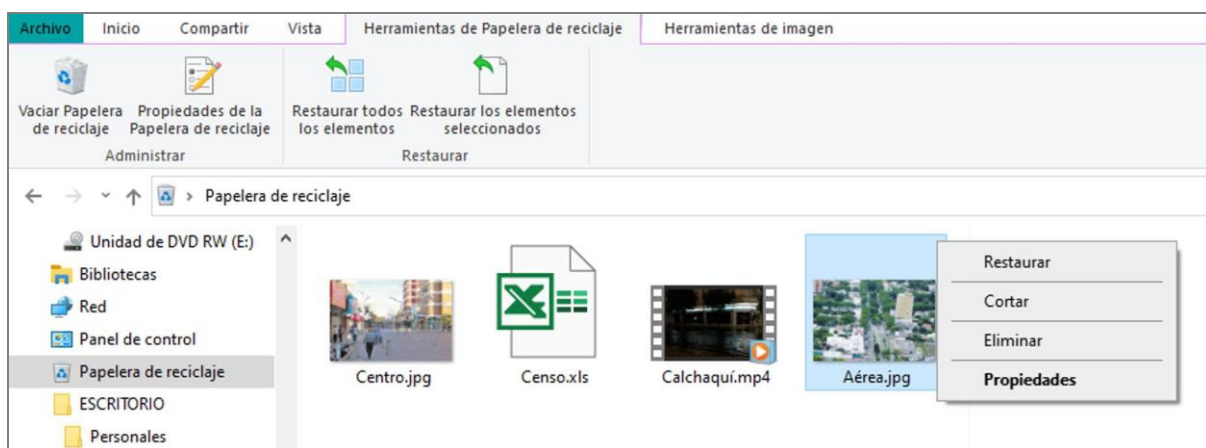 Archivo Inicio Compartir Vista Herramientas de Papelera de reciclaje Herramientas de imagen
Vaciar Papelera Propiedades de la Restaurar todos Restaurar los elementos
de reciclaje Papelera de reciclaje los elementos seleccionados
Administrar Restaurar
Papelera de reciclaje
Unidad de DVD RW (E:)
Bibliotecas
Red
Panel de control
Papelera de reciclaje
ESCRITORIO
Personales
Centro.jpg Censo.xls Calchaquí.mp4 Aérea.jpg
Restaurar
Cortar
Eliminar
Propiedades